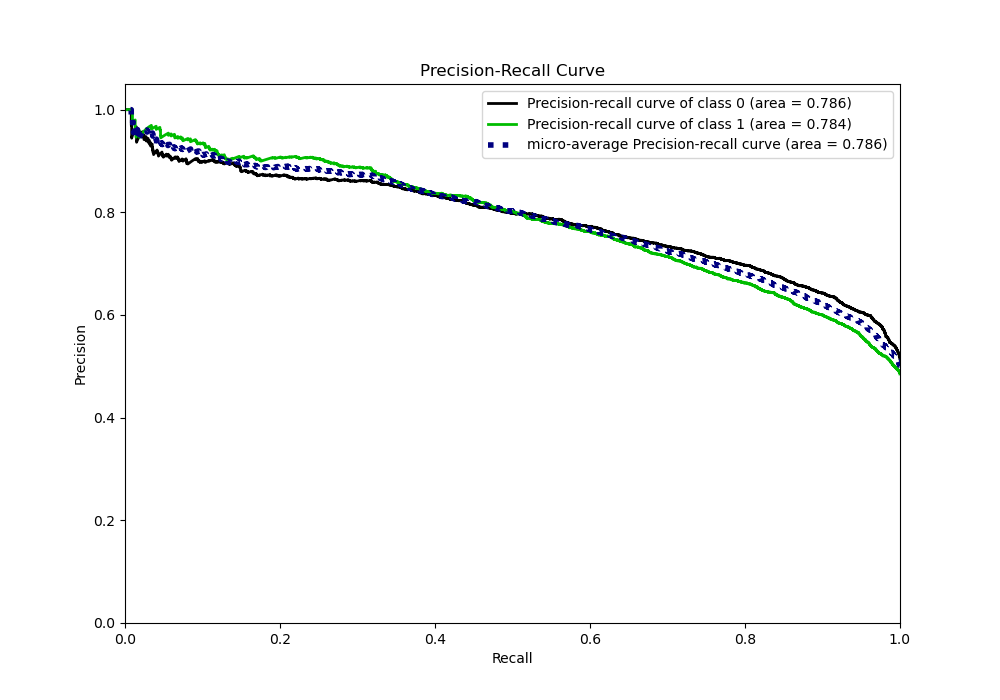 Precision-Recall Curve
Precision-recall curve of class 0 (area = 0.786)
Precision-recall curve of class 1 (area = 0.784)
micro-average Precision-recall curve (area = 0.786)
1.0
0.8
0.6
0.4
0.2
0.0
Precision
0.0 0.2 0.4 0.6 0.8 1.0
Recall